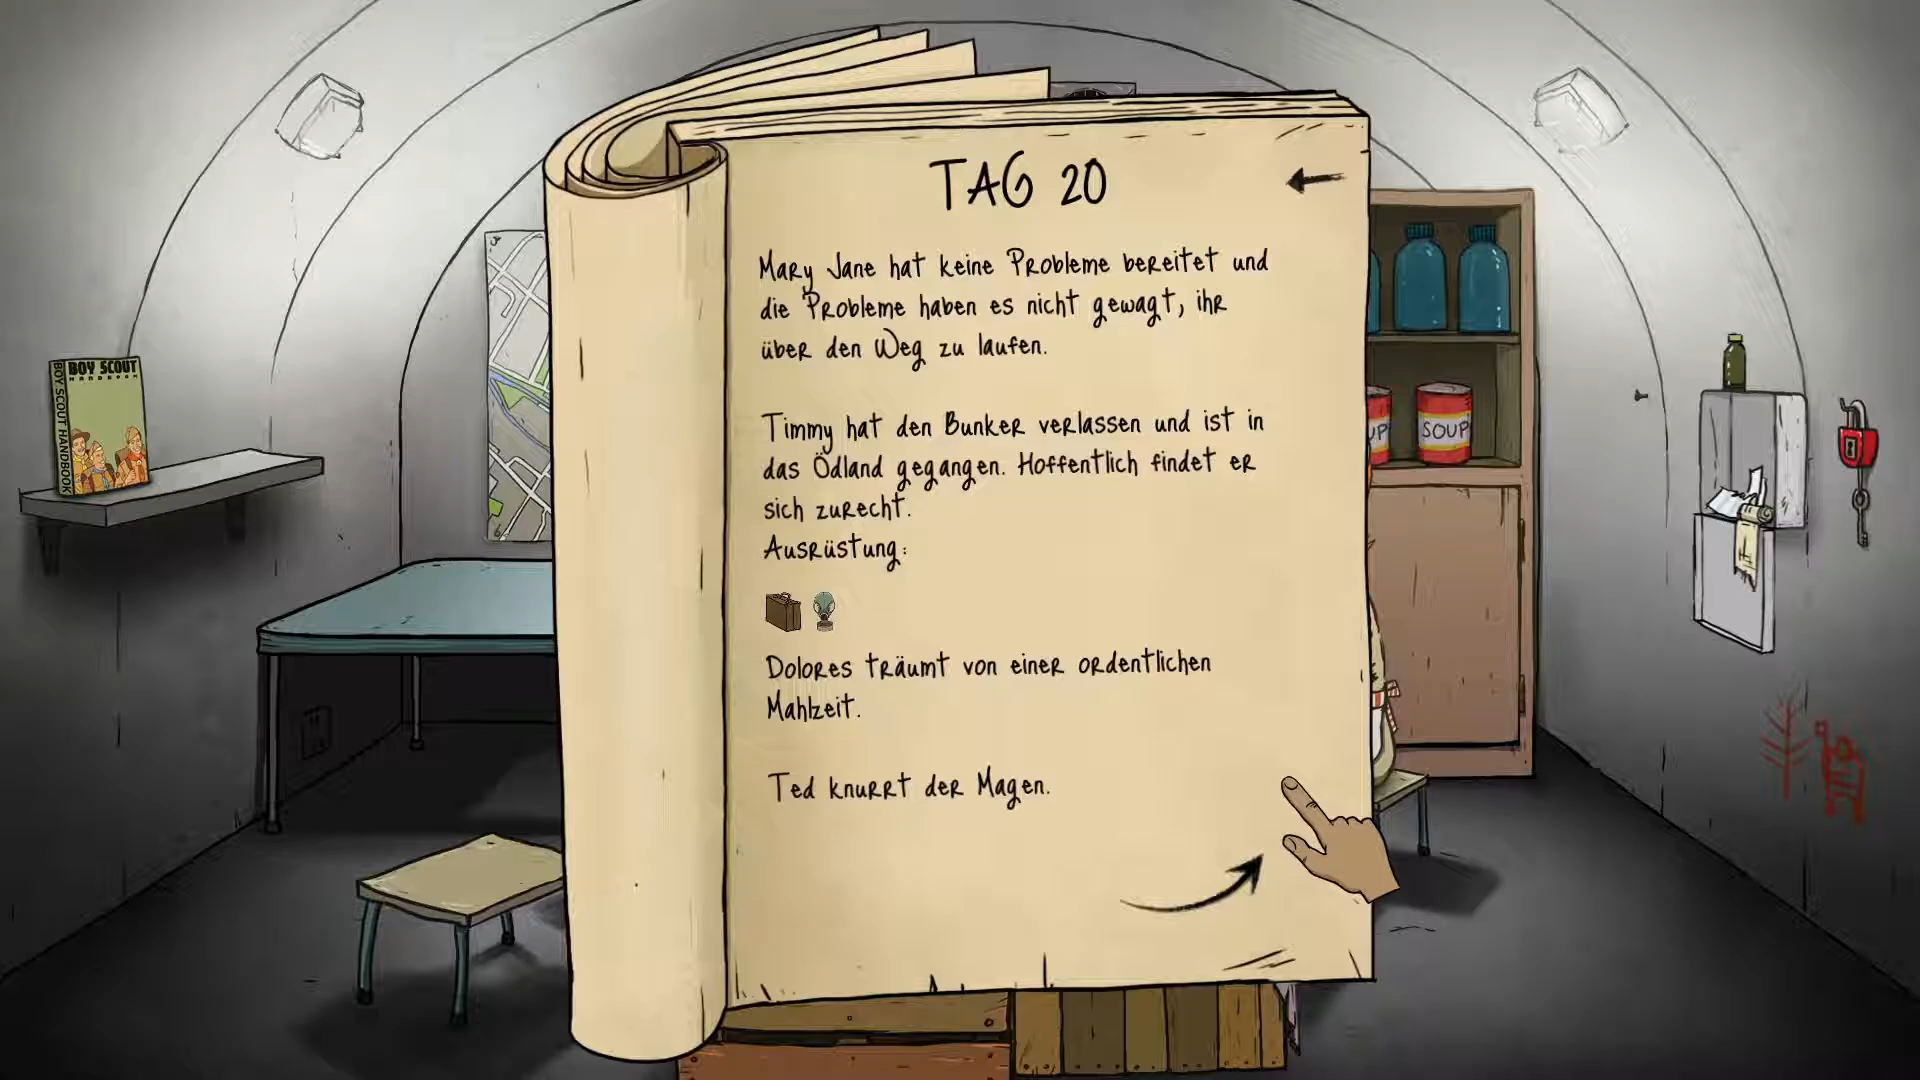 TAG 20
Mary Jane hat keine Probleme bereitet und
die Probleme haben es nicht gewagt, ihr
über den Weg zu laufen.
Timmy hat den Bunker verlassen und ist in
das Ödland gegangen. Hoffentlich findet er
sich zurecht.
Ausrüstung:
Dolores träumt von einer ordentlichen
Mahlzeit.
Ted knurrt der Magen.
BOY SCOUT
HANDBOOK
BOY SCOUT HANDBOOK
UP
SOUP